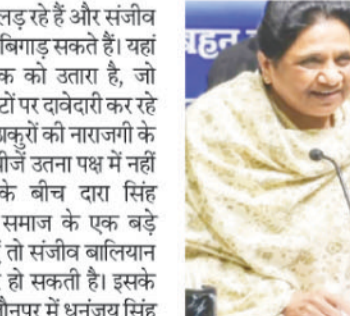 लड़ रहे हैं और संजीव
बिगाड़ सकते हैं। यहां
क को उतारा है, जो
टों पर दावेदारी कर रहे
ठाकुरों की नाराजगी के
चीजें उतना पक्ष में नहीं
के बीच दारा सिंह
समाज के एक बड़े
तो संजीव बालियान
हो सकती है। इसके
जौनपुर में धनंजय सिंह
बहन